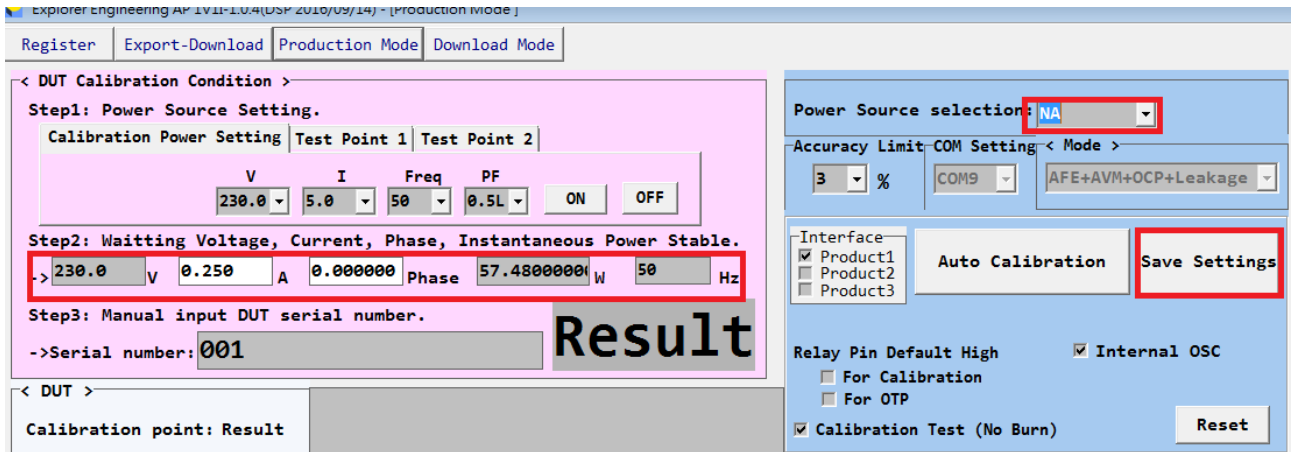 Explorer Engineering AP 1V11-1.0.4(DSP 2016/09/14) - [Production Mode ]
Register Export-Download Production Mode Download Mode
< DUT Calibration Condition >
Step1: Power Source Setting.
Calibration Power Setting Test Point 1 Test Point 2
V I Freq PF
230.0 5.0 50 0.5L ON OFF
Step2: Waitting Voltage, Current, Phase, Instantaneous Power Stable.
-> 230.0 V 0.250 A 0.000000 Phase 57.4800000 W 50 Hz
Step3: Manual input DUT serial number.
->Serial number: 001
Result
< DUT >
Calibration point: Result
Power Source selection: NA
Accuracy Limit COM Setting < Mode >
3 % COM9 AFE+AVM+OCP+Leakage
Interface
Product1
Product2
Product3
Auto Calibration
Save Settings
Relay Pin Default High
Internal OSC
For Calibration
For OTP
Calibration Test (No Burn)
Reset